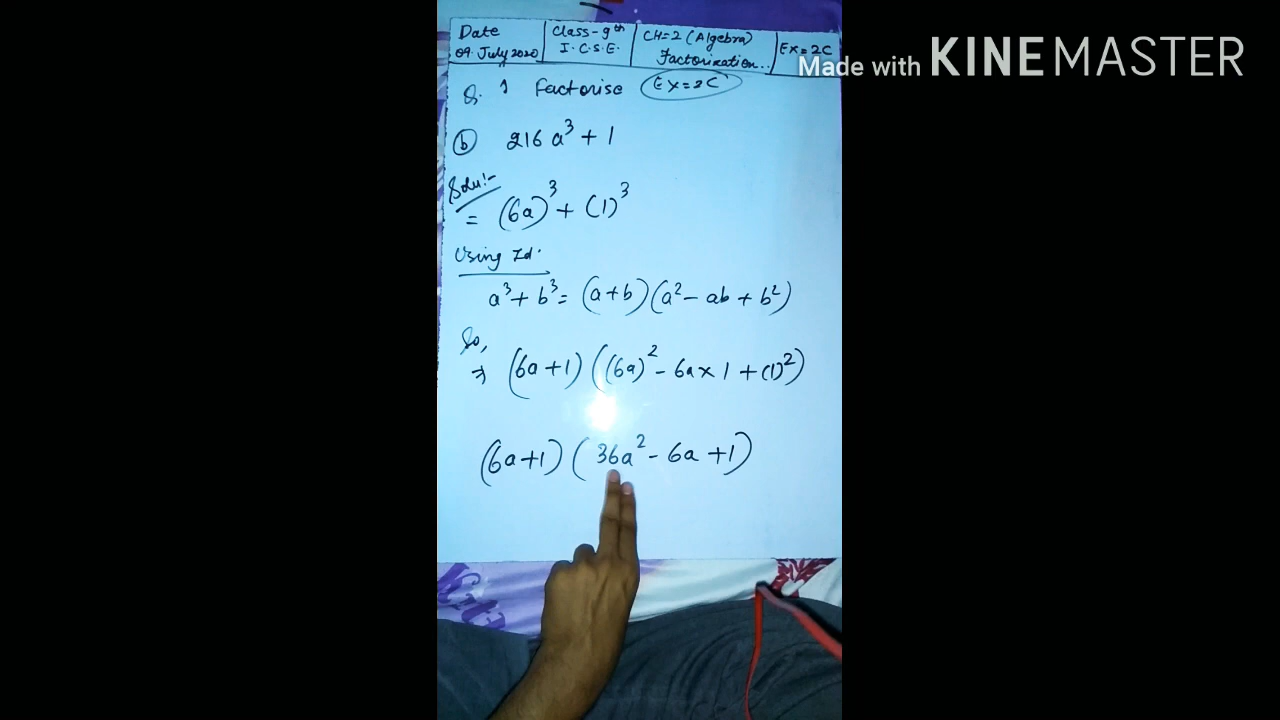 Date
09 July 2020
Class-9th
I.C.S.E.
CH=2 (Algebra)
Factorization..
EX=2C
Made with KINEMASTER
Q. 1 Factorise EX=2C
(b) 216 a³ + 1
Solu:-
= (6a)³ + (1)³
Using Id.
a³ + b³ = (a+b) (a² - ab + b²)
So,
⇒ (6a+1) ((6a)² - 6a × 1 + (1)²)
(6a+1) (36a² - 6a + 1)